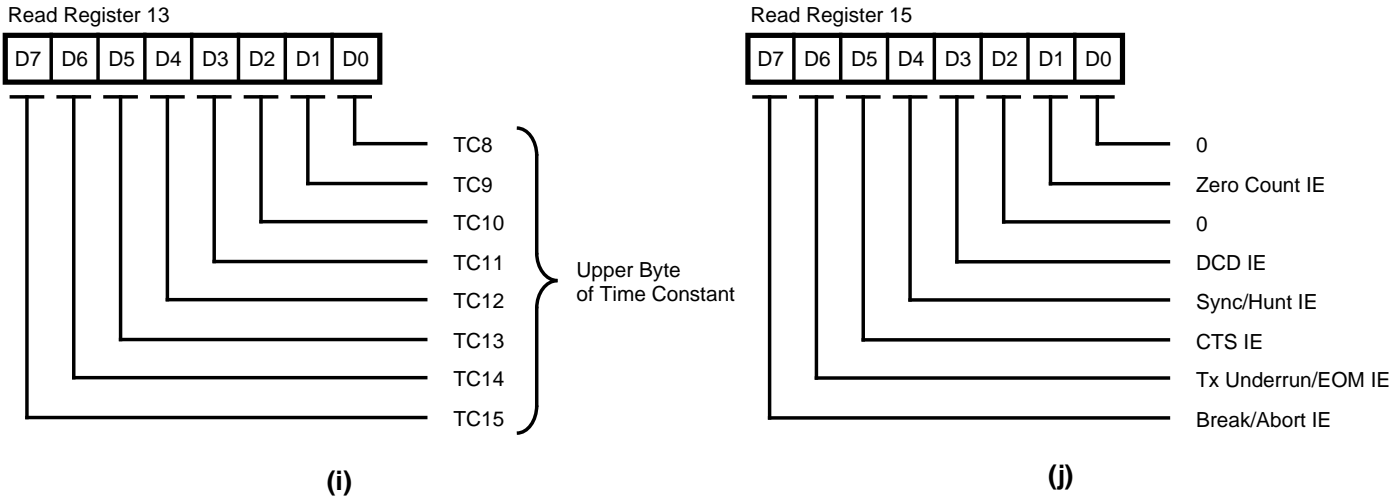 Read Register 13
D7 D6 D5 D4 D3 D2 D1 D0
TC8
TC9
TC10
TC11
TC12
TC13
TC14
TC15
Upper Byte
of Time Constant
(i)
Read Register 15
D7 D6 D5 D4 D3 D2 D1 D0
0
Zero Count IE
0
DCD IE
Sync/Hunt IE
CTS IE
Tx Underrun/EOM IE
Break/Abort IE
(j)